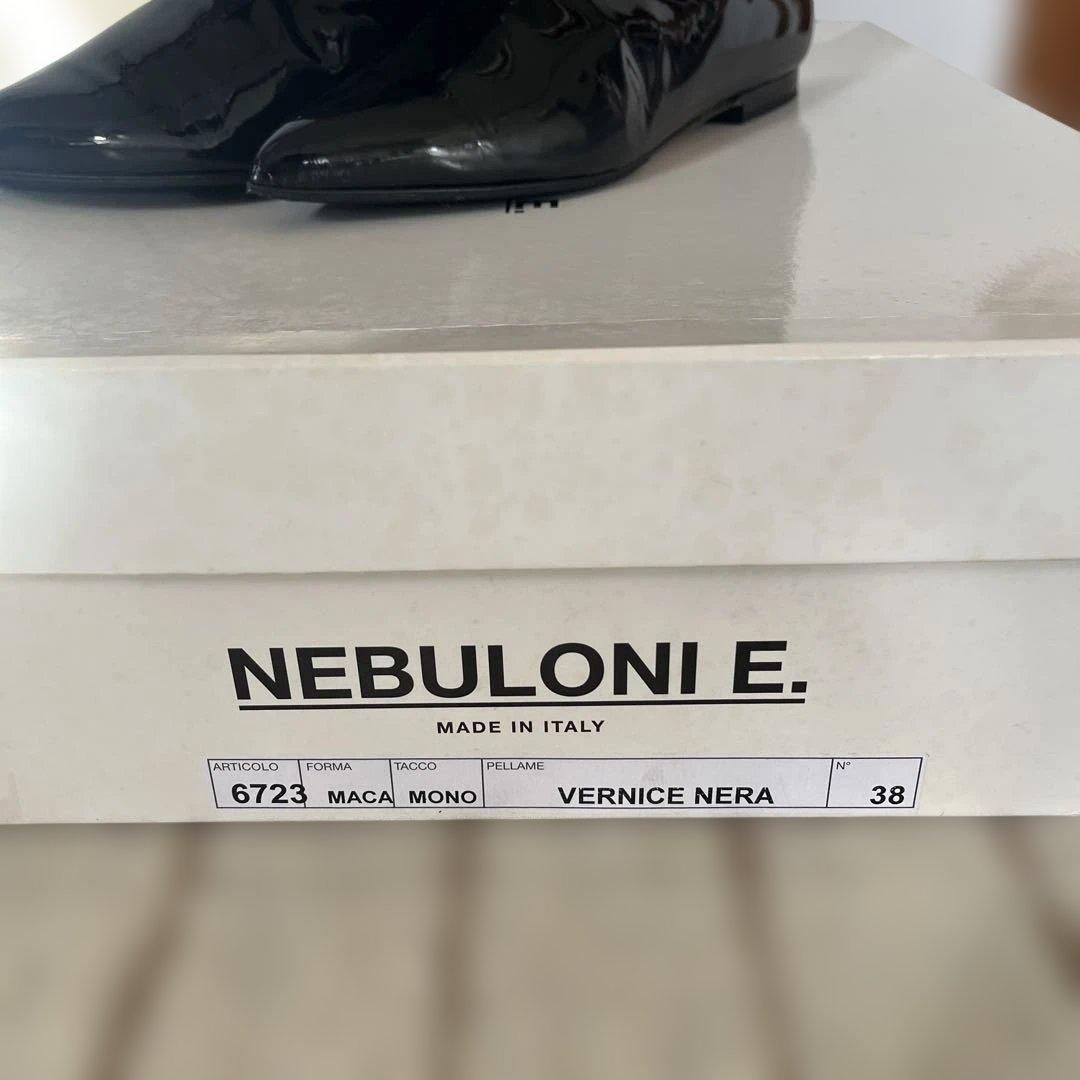 NEBULONI E.
MADE IN ITALY
ARTICOLO FORMA TACCO PELLAME N°
6723 MACA MONO VERNICE NERA 38